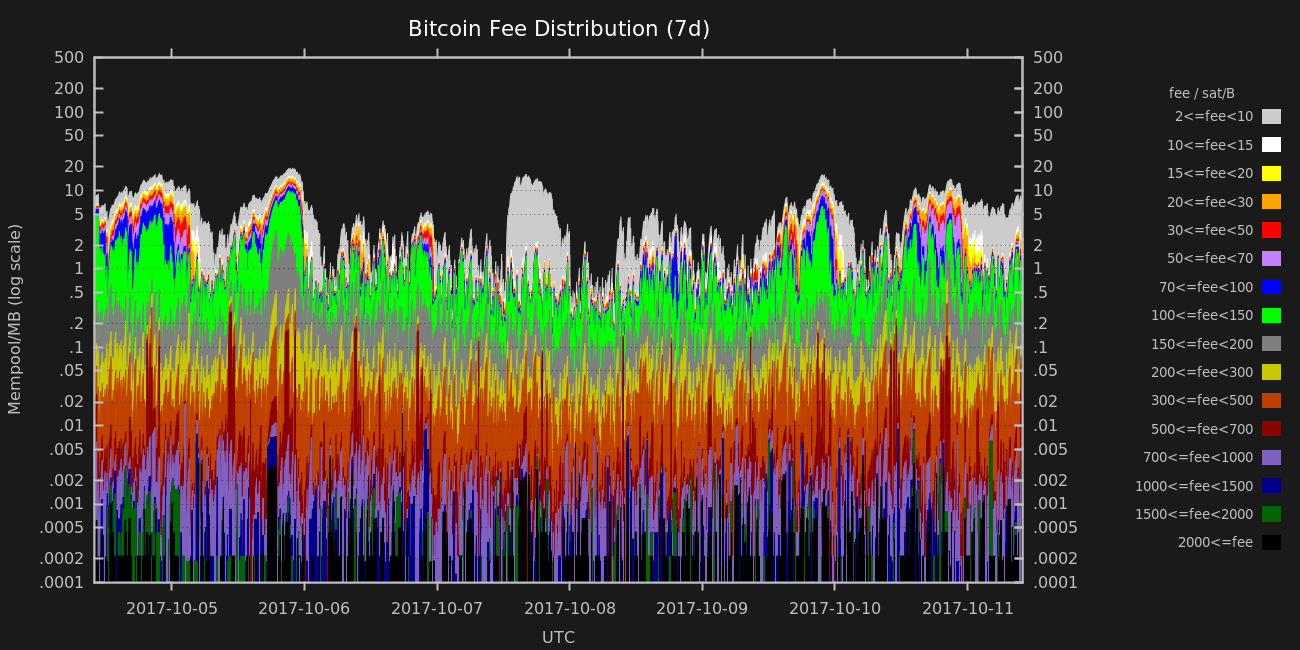 Bitcoin Fee Distribution (7d)
Mempool/MB (log scale)
500
200
100
50
20
10
5
2
1
.5
.2
.1
.05
.02
.01
.005
.002
.001
.0005
.0002
.0001
500
200
100
50
20
10
5
2
1
.5
.2
.1
.05
.02
.01
.005
.002
.001
.0005
.0002
.0001
2017-10-05 2017-10-06 2017-10-07 2017-10-08 2017-10-09 2017-10-10 2017-10-11
UTC
fee / sat/B
2<=fee<10
10<=fee<15
15<=fee<20
20<=fee<30
30<=fee<50
50<=fee<70
70<=fee<100
100<=fee<150
150<=fee<200
200<=fee<300
300<=fee<500
500<=fee<700
700<=fee<1000
1000<=fee<1500
1500<=fee<2000
2000<=fee